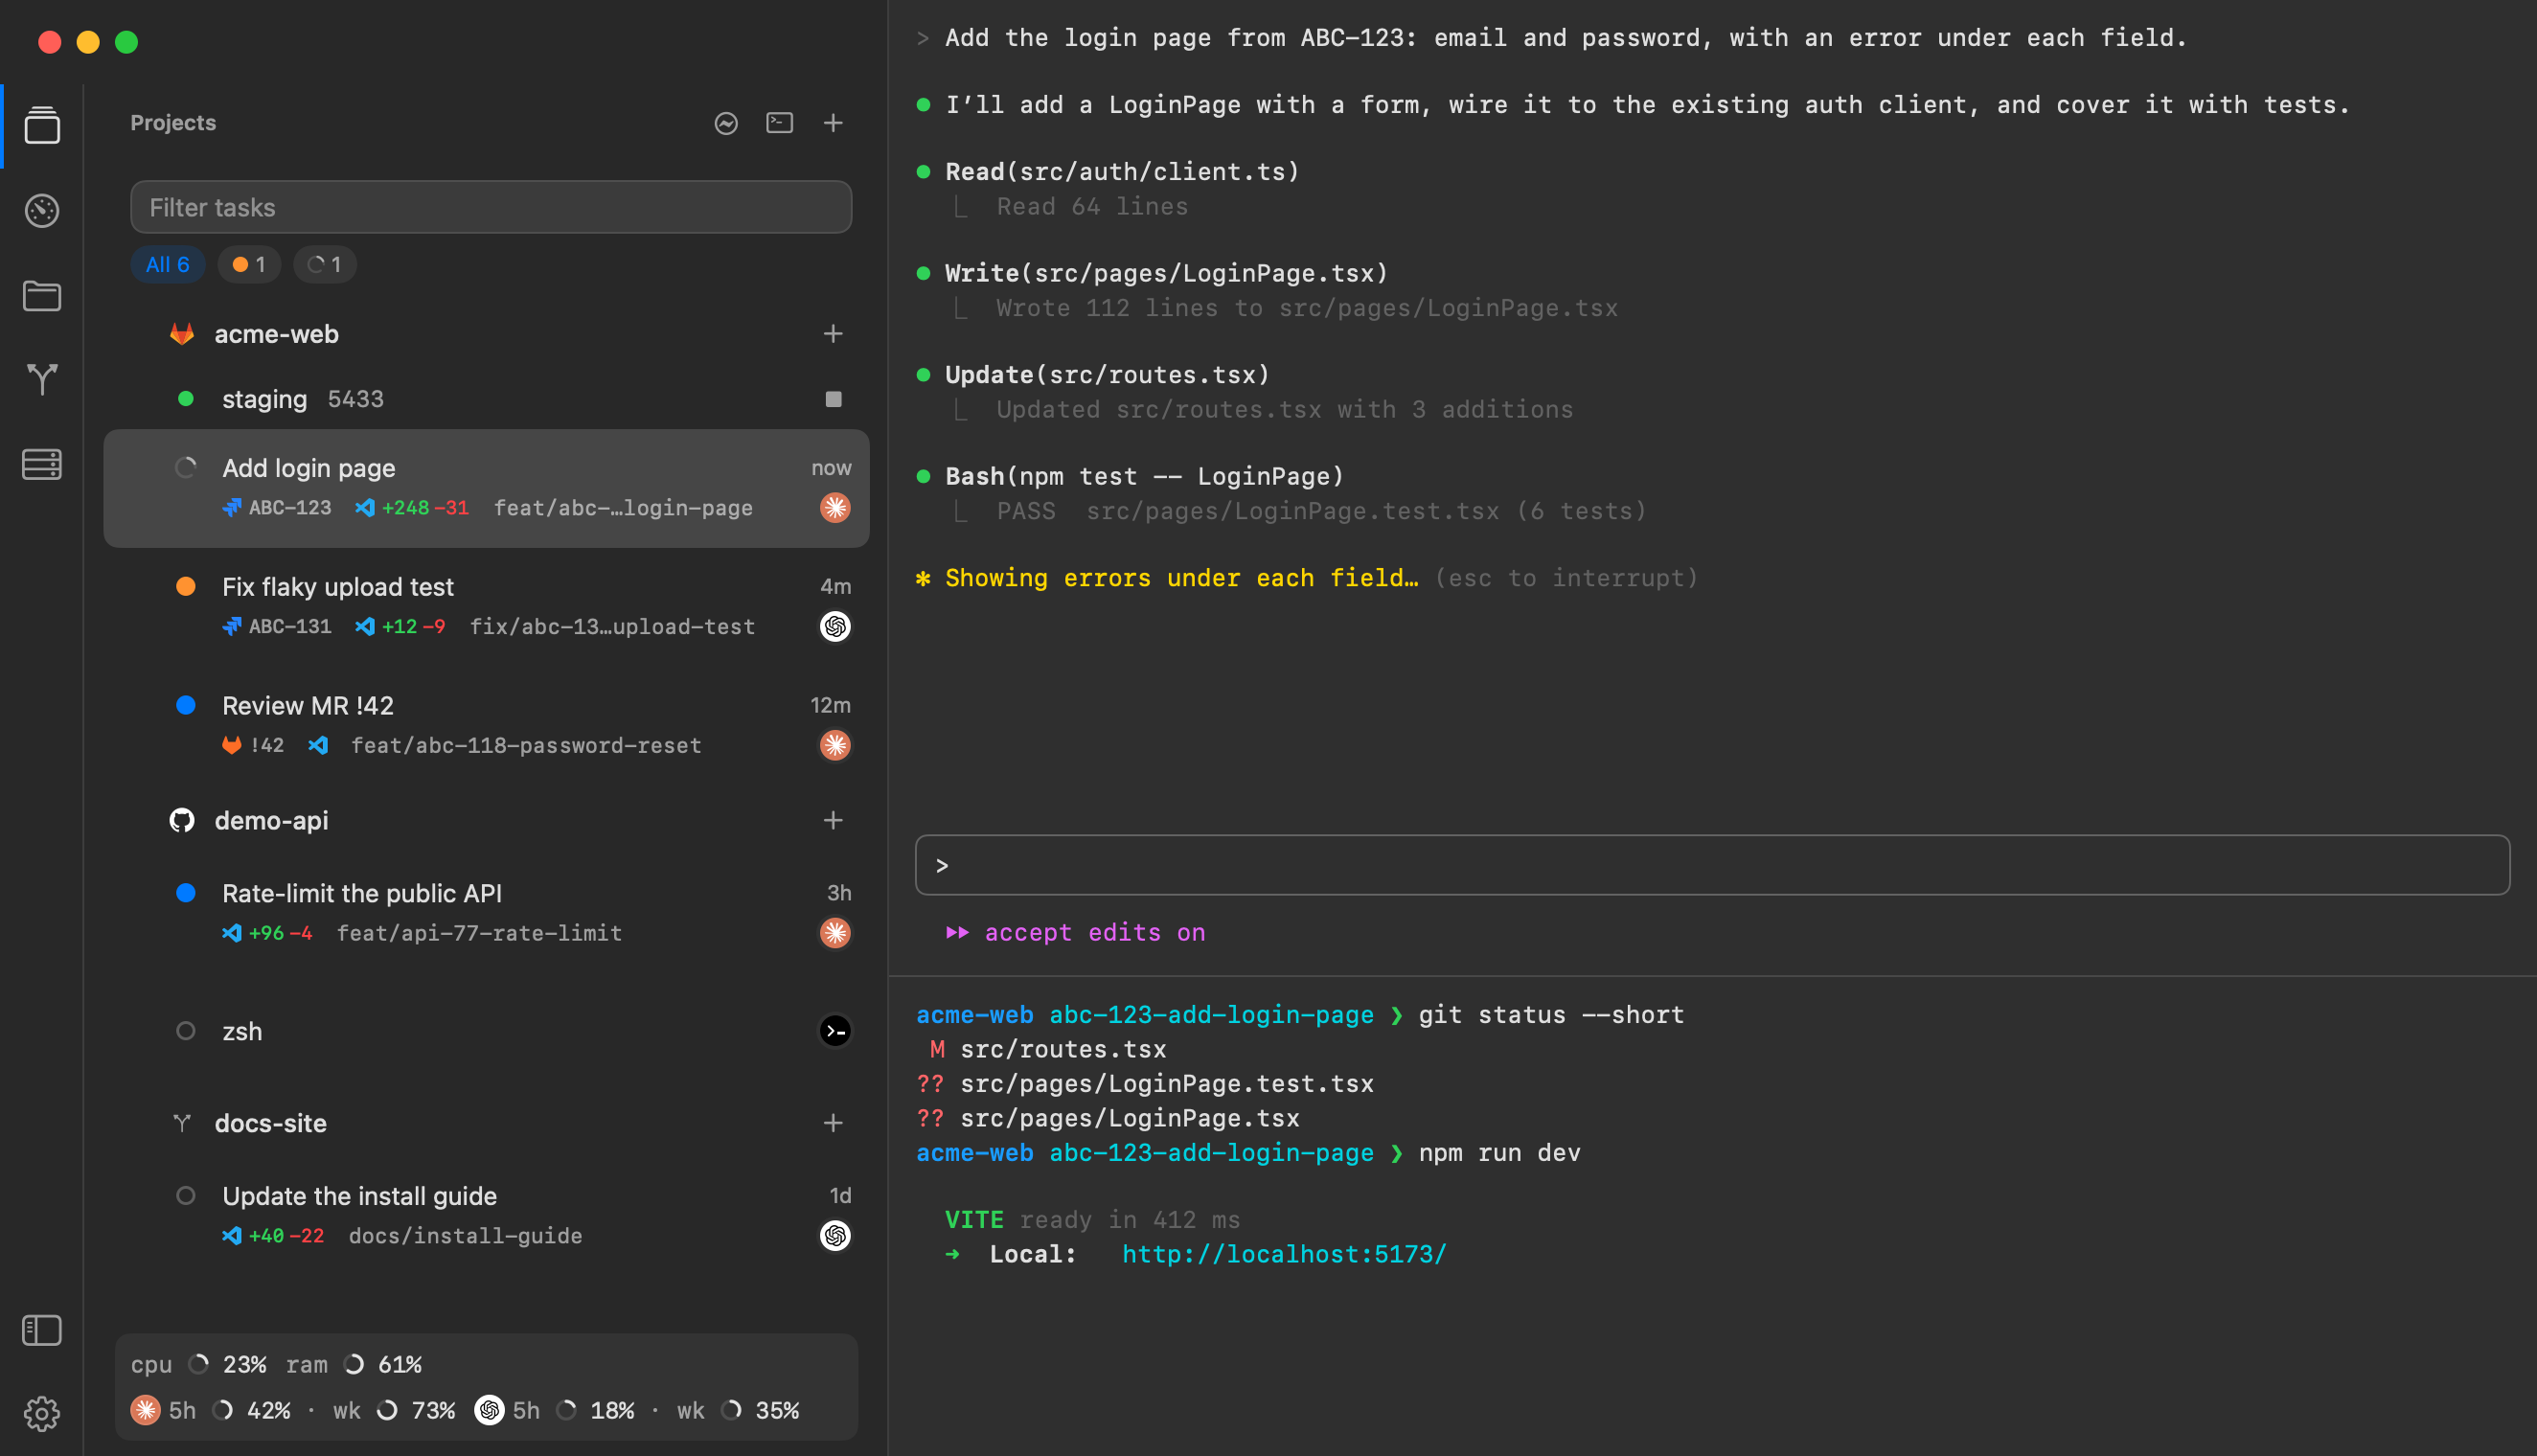 Projects
Filter tasks
All 6
1
1
acme-web
staging 5433
Add login page now
ABC-123 +248 -31 feat/abc-…login-page
Fix flaky upload test 4m
ABC-131 +12 -9 fix/abc-13…upload-test
Review MR !42 12m
!42 feat/abc-118-password-reset
demo-api
Rate-limit the public API 3h
+96 -4 feat/api-77-rate-limit
zsh
docs-site
Update the install guide 1d
+40 -22 docs/install-guide
cpu 23% ram 61%
5h 42% · wk 73% 5h 18% · wk 35%
> Add the login page from ABC-123: email and password, with an error under each field.
I’ll add a LoginPage with a form, wire it to the existing auth client, and cover it with tests.
Read(src/auth/client.ts)
Read 64 lines
Write(src/pages/LoginPage.tsx)
Wrote 112 lines to src/pages/LoginPage.tsx
Update(src/routes.tsx)
Updated src/routes.tsx with 3 additions
Bash(npm test -- LoginPage)
PASS src/pages/LoginPage.test.tsx (6 tests)
✻ Showing errors under each field… (esc to interrupt)
>
⏵⏵ accept edits on
acme-web abc-123-add-login-page ❯ git status --short
M src/routes.tsx
?? src/pages/LoginPage.test.tsx
?? src/pages/LoginPage.tsx
acme-web abc-123-add-login-page ❯ npm run dev
VITE ready in 412 ms
➜ Local: http://localhost:5173/